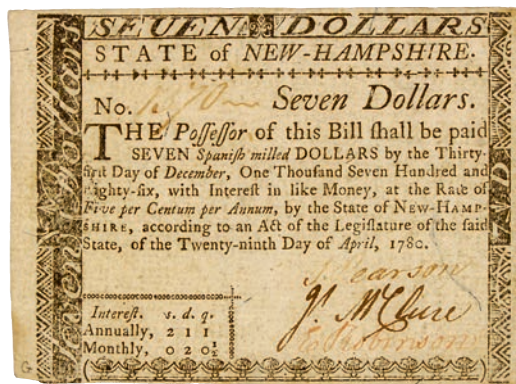 SEVEN DOLLARS
STATE of NEW-HAMPSHIRE.
No. Seven Dollars.
THE Poſſeſſor of this Bill ſhall be paid
SEVEN Spaniſh milled DOLLARS by the Thirty-
firſt Day of December, One Thouſand Seven Hundred and
Eighty-ſix, with Intereſt in like Money, at the Rate of
Five per Centum per Annum, by the State of NEW-HAMP-
SHIRE, according to an Act of the Legiſlature of the ſaid
State, of the Twenty-ninth Day of April, 1780.
Pearson
Js. McClure
E Robinson
Intereſt. s. d. q.
Annually, 2 1 1
Monthly, 0 2 0½
G